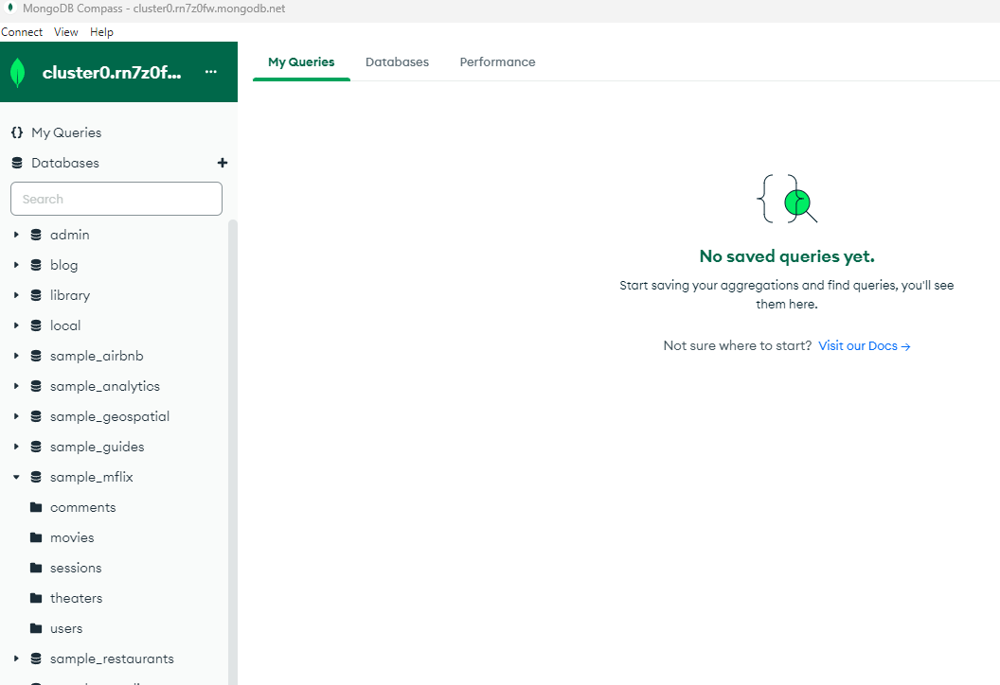 MongoDB Compass - cluster0.rn7z0fw.mongodb.net
Connect View Help
cluster0.rn7z0f... ...
My Queries Databases Performance
{} My Queries
Databases +
Search
admin
blog
library
local
sample_airbnb
sample_analytics
sample_geospatial
sample_guides
sample_mflix
comments
movies
sessions
theaters
users
sample_restaurants
No saved queries yet.
Start saving your aggregations and find queries, you'll see
them here.
Not sure where to start? Visit our Docs →